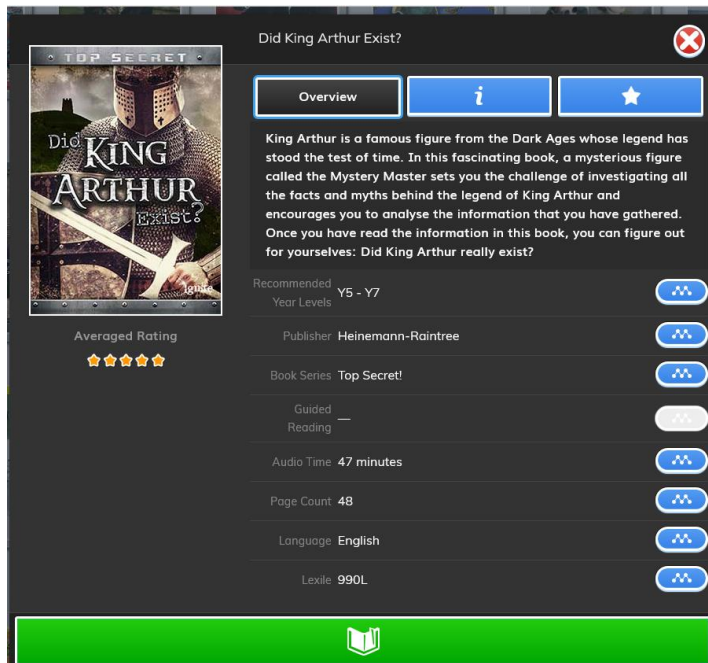 Did King Arthur Exist?
TOP SECRET
Did
KING
ARTHUR
Exist?
Ignite
Averaged Rating
Overview
i
King Arthur is a famous figure from the Dark Ages whose legend has
stood the test of time. In this fascinating book, a mysterious figure
called the Mystery Master sets you the challenge of investigating all
the facts and myths behind the legend of King Arthur and
encourages you to analyse the information that you have gathered.
Once you have read the information in this book, you can figure out
for yourselves: Did King Arthur really exist?
Recommended
Year Levels Y5 - Y7
Publisher Heinemann-Raintree
Book Series Top Secret!
Guided
Reading —
Audio Time 47 minutes
Page Count 48
Language English
Lexile 990L